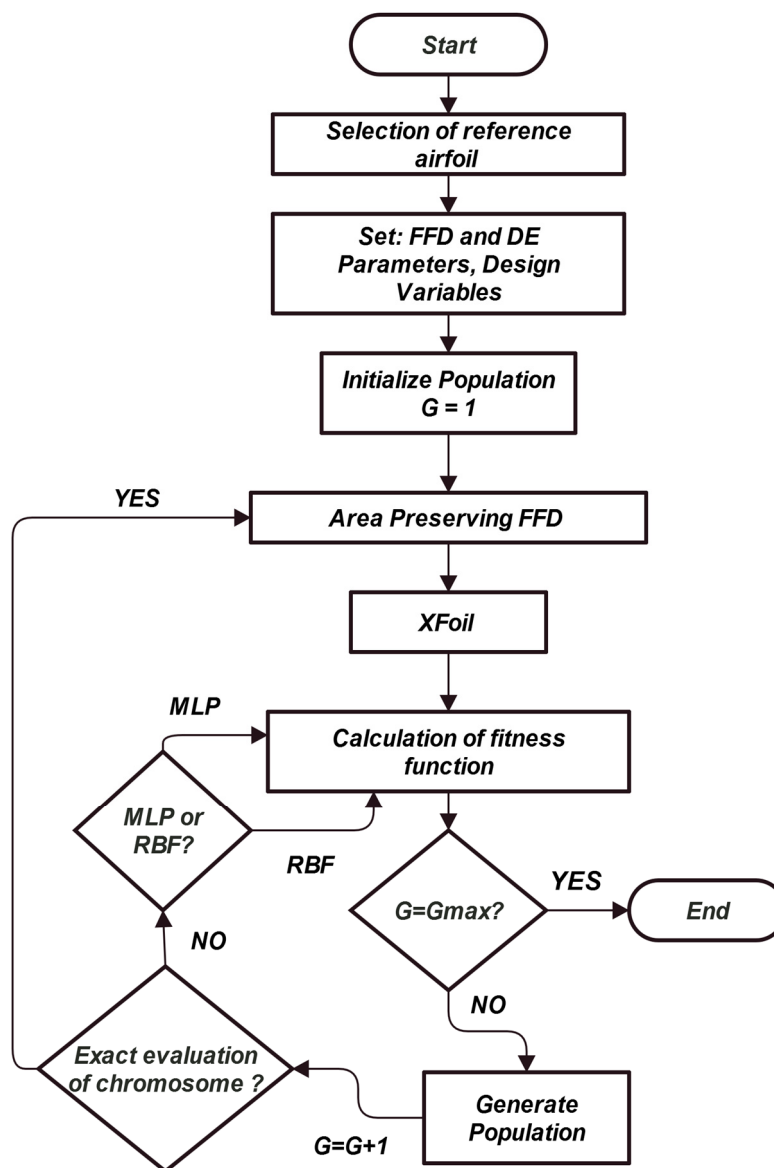 Start
Selection of reference
airfoil
Set: FFD and DE
Parameters, Design
Variables
Initialize Population
G = 1
YES
Area Preserving FFD
XFoil
MLP
Calculation of fitness
function
MLP or
RBF?
RBF
G=Gmax?
YES
End
NO
NO
Exact evaluation
of chromosome ?
Generate
Population
G=G+1